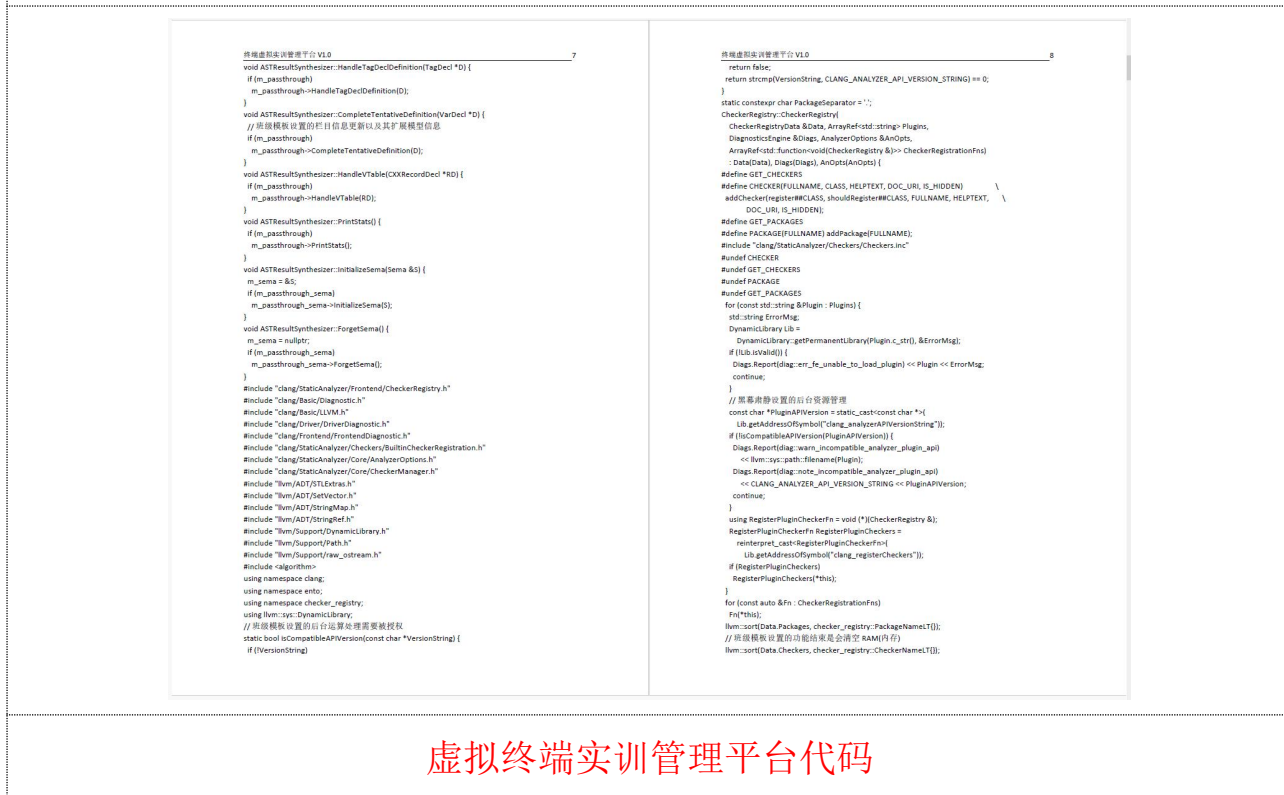 终端虚拟实训管理平台 V1.0 7
void ASTResultSynthesizer::HandleTagDeclDefinition(TagDecl *D) {
if (m_passthrough)
m_passthrough->HandleTagDeclDefinition(D);
}
void ASTResultSynthesizer::CompleteTentativeDefinition(VarDecl *D) {
// 班级模板设置的栏目信息更新以及其扩展模型信息
if (m_passthrough)
m_passthrough->CompleteTentativeDefinition(D);
}
void ASTResultSynthesizer::HandleVTable(CXXRecordDecl *RD) {
if (m_passthrough)
m_passthrough->HandleVTable(RD);
}
void ASTResultSynthesizer::PrintStats() {
if (m_passthrough)
m_passthrough->PrintStats();
}
void ASTResultSynthesizer::InitializeSema(Sema &S) {
m_sema = &S;
if (m_passthrough_sema)
m_passthrough_sema->InitializeSema(S);
}
void ASTResultSynthesizer::ForgetSema() {
m_sema = nullptr;
if (m_passthrough_sema)
m_passthrough_sema->ForgetSema();
}
#include "clang/StaticAnalyzer/Frontend/CheckerRegistry.h"
#include "clang/Basic/Diagnostic.h"
#include "clang/Basic/LLVM.h"
#include "clang/Driver/DriverDiagnostic.h"
#include "clang/Frontend/FrontendDiagnostic.h"
#include "clang/StaticAnalyzer/Checkers/BuiltinCheckerRegistration.h"
#include "clang/StaticAnalyzer/Core/AnalyzerOptions.h"
#include "clang/StaticAnalyzer/Core/CheckerManager.h"
#include "llvm/ADT/STLExtras.h"
#include "llvm/ADT/SetVector.h"
#include "llvm/ADT/StringMap.h"
#include "llvm/ADT/StringRef.h"
#include "llvm/Support/DynamicLibrary.h"
#include "llvm/Support/Path.h"
#include "llvm/Support/raw_ostream.h"
#include <algorithm>
using namespace clang;
using namespace ento;
using namespace checker_registry;
using llvm::sys::DynamicLibrary;
// 班级模板设置的后台运算处理需要被授权
static bool isCompatibleAPIVersion(const char *VersionString) {
if (!VersionString)
终端虚拟实训管理平台 V1.0 8
return false;
return strcmp(VersionString, CLANG_ANALYZER_API_VERSION_STRING) == 0;
}
static constexpr char PackageSeparator = '.';
CheckerRegistry::CheckerRegistry(
CheckerRegistryData &Data, ArrayRef<std::string> Plugins,
DiagnosticsEngine &Diags, AnalyzerOptions &AnOpts,
ArrayRef<std::function<void(CheckerRegistry &)>> CheckerRegistrationFns)
: Data(Data), Diags(Diags), AnOpts(AnOpts) {
#define GET_CHECKERS
#define CHECKER(FULLNAME, CLASS, HELPTEXT, DOC_URI, IS_HIDDEN) \
addChecker(register##CLASS, shouldRegister##CLASS, FULLNAME, HELPTEXT, \
DOC_URI, IS_HIDDEN);
#define GET_PACKAGES
#define PACKAGE(FULLNAME) addPackage(FULLNAME);
#include "clang/StaticAnalyzer/Checkers/Checkers.inc"
#undef CHECKER
#undef GET_CHECKERS
#undef PACKAGE
#undef GET_PACKAGES
for (const std::string &Plugin : Plugins) {
std::string ErrorMsg;
DynamicLibrary Lib =
DynamicLibrary::getPermanentLibrary(Plugin.c_str(), &ErrorMsg);
if (!Lib.isValid()) {
Diags.Report(diag::err_fe_unable_to_load_plugin) << Plugin << ErrorMsg;
continue;
}
// 黑幕肃静设置的后台资源管理
const char *PluginAPIVersion = static_cast<const char *>(
Lib.getAddressOfSymbol("clang_analyzerAPIVersionString"));
if (!isCompatibleAPIVersion(PluginAPIVersion)) {
Diags.Report(diag::warn_incompatible_analyzer_plugin_api)
<< llvm::sys::path::filename(Plugin);
Diags.Report(diag::note_incompatible_analyzer_plugin_api)
<< CLANG_ANALYZER_API_VERSION_STRING << PluginAPIVersion;
continue;
}
using RegisterPluginCheckerFn = void (*)(CheckerRegistry &);
RegisterPluginCheckerFn RegisterPluginCheckers =
reinterpret_cast<RegisterPluginCheckerFn>(
Lib.getAddressOfSymbol("clang_registerCheckers"));
if (RegisterPluginCheckers)
RegisterPluginCheckers(*this);
}
for (const auto &Fn : CheckerRegistrationFns)
Fn(*this);
llvm::sort(Data.Packages, checker_registry::PackageNameLT{});
// 班级模板设置的功能结束是会清空 RAM(内存)
llvm::sort(Data.Checkers, checker_registry::CheckerNameLT{});
虚拟终端实训管理平台代码